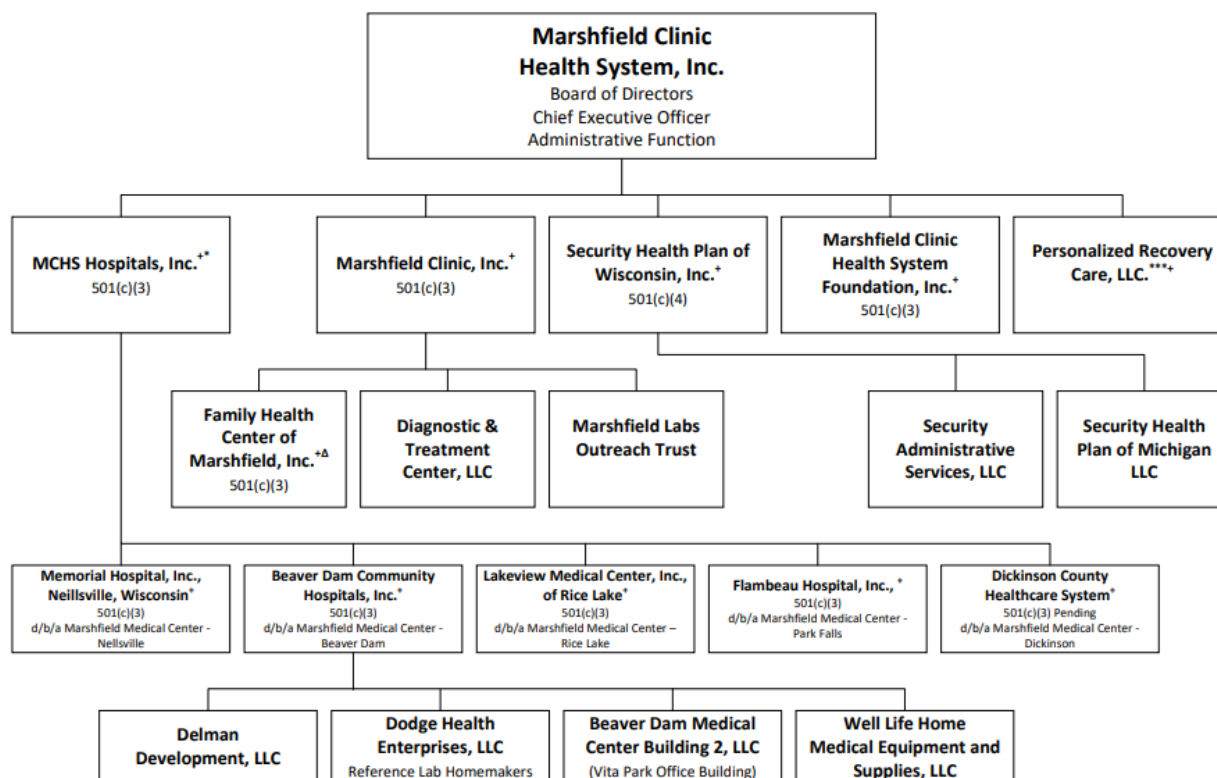 Marshfield Clinic
Health System, Inc.
Board of Directors
Chief Executive Officer
Administrative Function
MCHS Hospitals, Inc.+*
501(c)(3)
Marshfield Clinic, Inc.+
501(c)(3)
Security Health Plan of
Wisconsin, Inc.+
501(c)(4)
Marshfield Clinic
Health System
Foundation, Inc.+
501(c)(3)
Personalized Recovery
Care, LLC.***+
Family Health
Center of
Marshfield, Inc.+Δ
501(c)(3)
Diagnostic &
Treatment
Center, LLC
Marshfield Labs
Outreach Trust
Security
Administrative
Services, LLC
Security Health
Plan of Michigan
LLC
Memorial Hospital, Inc.,
Neillsville, Wisconsin+
501(c)(3)
d/b/a Marshfield Medical Center -
Nellsville
Beaver Dam Community
Hospitals, Inc.+
501(c)(3)
d/b/a Marshfield Medical Center -
Beaver Dam
Lakeview Medical Center, Inc.,
of Rice Lake+
501(c)(3)
d/b/a Marshfield Medical Center –
Rice Lake
Flambeau Hospital, Inc., +
501(c)(3)
d/b/a Marshfield Medical Center -
Park Falls
Dickinson County
Healthcare System+
501(c)(3) Pending
d/b/a Marshfield Medical Center -
Dickinson
Delman
Development, LLC
Dodge Health
Enterprises, LLC
Reference Lab Homemakers
Beaver Dam Medical
Center Building 2, LLC
(Vita Park Office Building)
Well Life Home
Medical Equipment and
Supplies, LLC